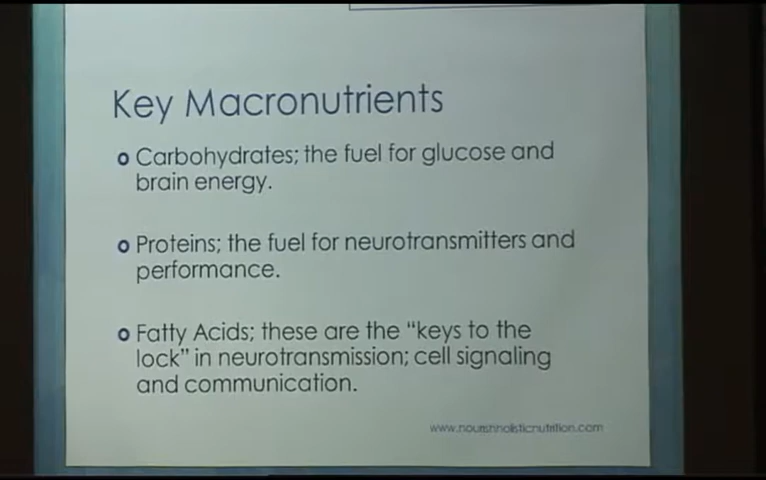 Key Macronutrients
o Carbohydrates; the fuel for glucose and
brain energy.
o Proteins; the fuel for neurotransmitters and
performance.
o Fatty Acids; these are the “keys to the
lock” in neurotransmission; cell signaling
and communication.
www.nourishholisticnutrition.com